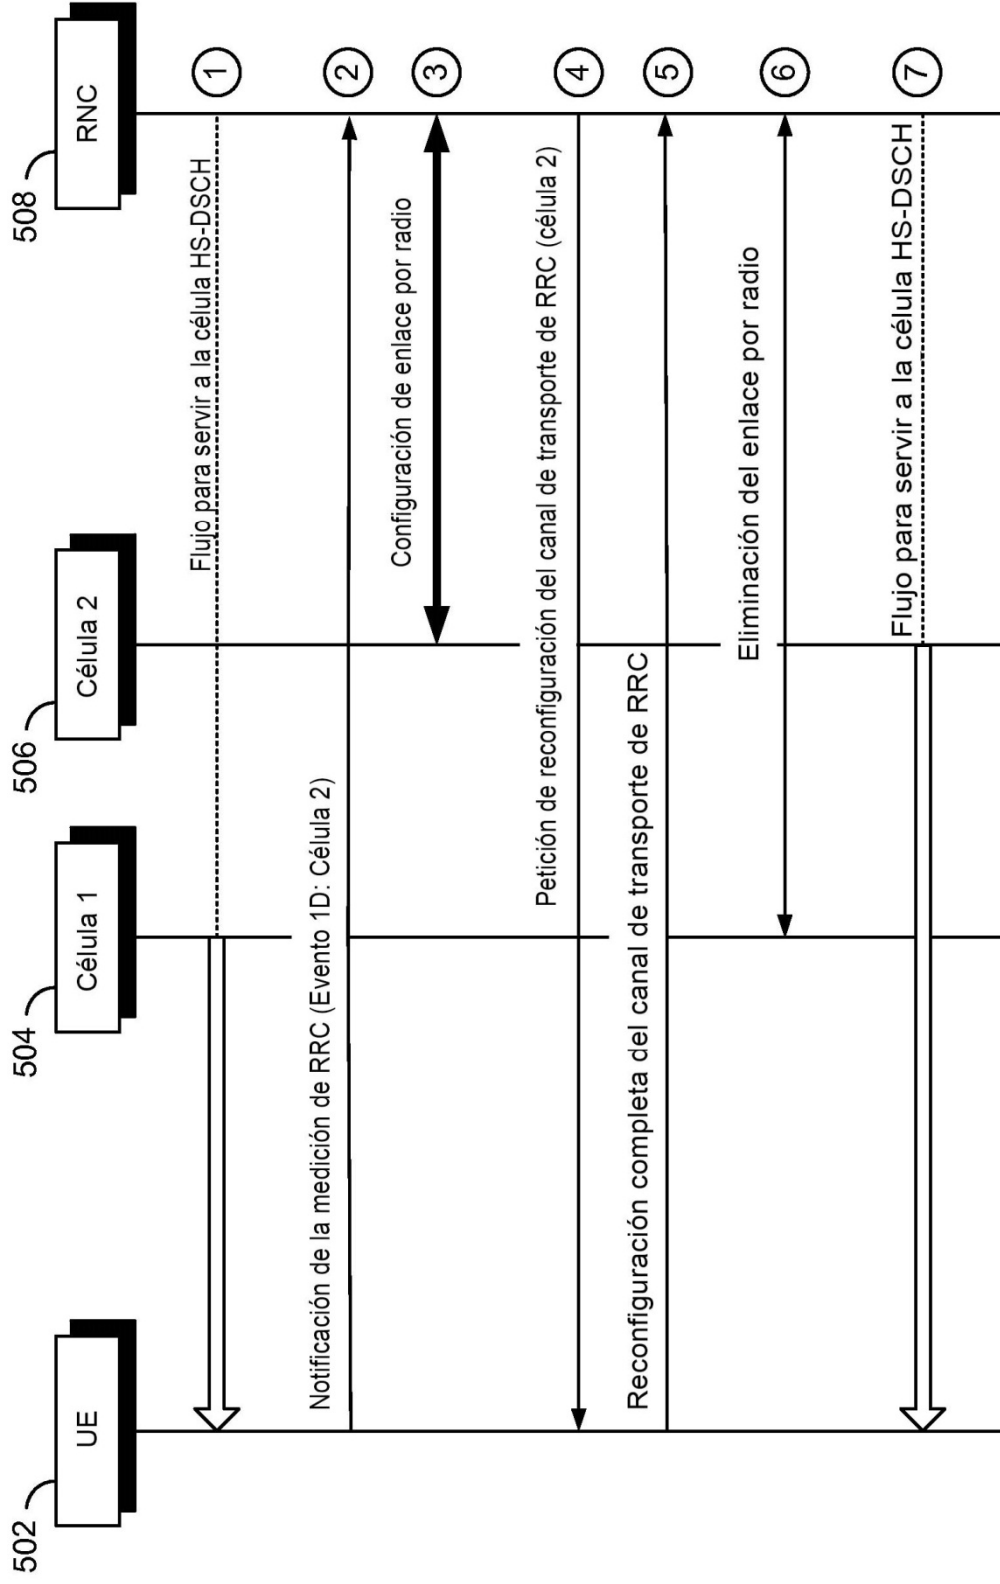 502
UE
504
Célula 1
506
Célula 2
508
RNC
Flujo para servir a la célula HS-DSCH
1
Notificación de la medición de RRC (Evento 1D: Célula 2)
2
Configuración de enlace por radio
3
Petición de reconfiguración del canal de transporte de RRC (célula 2)
4
Reconfiguración completa del canal de transporte de RRC
5
Eliminación del enlace por radio
6
Flujo para servir a la célula HS-DSCH
7